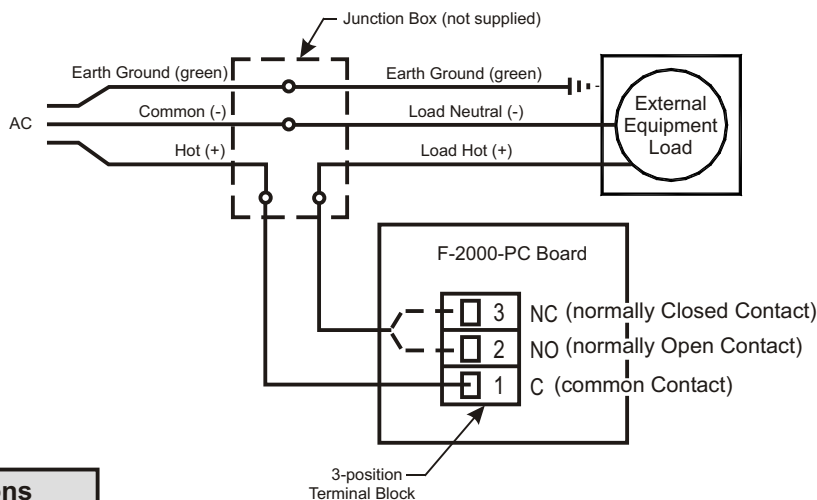 Junction Box (not supplied)
Earth Ground (green)
Earth Ground (green)
AC
Common (-)
Load Neutral (-)
Hot (+)
Load Hot (+)
External
Equipment
Load
F-2000-PC Board
3 NC (normally Closed Contact)
2 NO (normally Open Contact)
1 C (common Contact)
3-position
Terminal Block